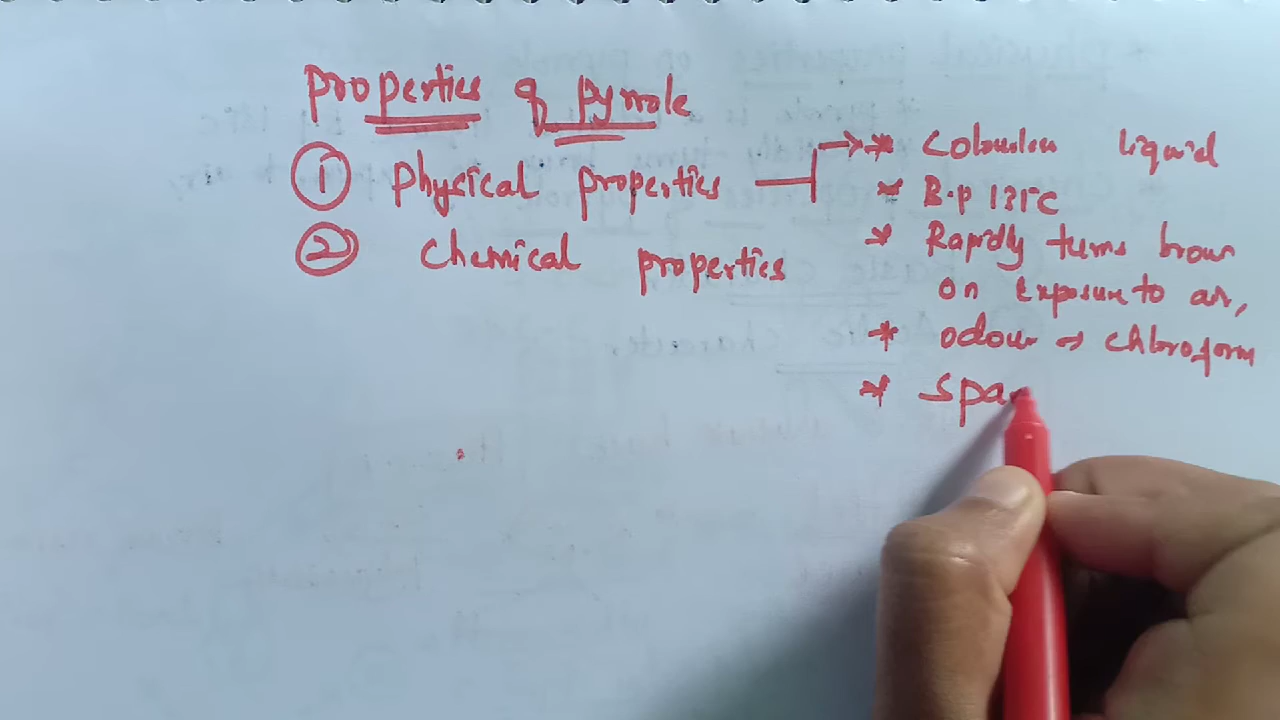 Properties of pyrrole
① Physical properties → * Colourless liquid
* B.P 131°C
② Chemical properties
* Rapidly turns brown
on exposure to air,
* odour → chloroform
* spa